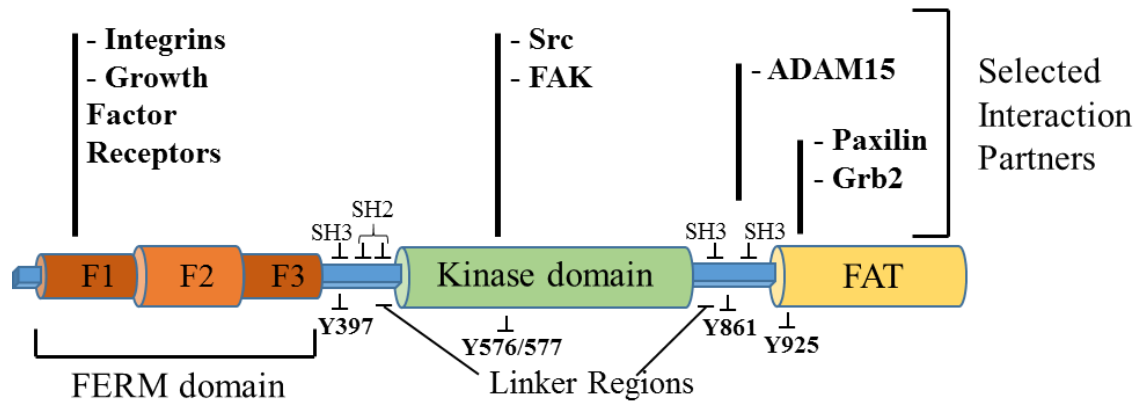 - Integrins
- Growth
Factor
Receptors
- Src
- FAK
- ADAM15
- Paxilin
- Grb2
Selected
Interaction
Partners
SH3
SH2
SH3
SH3
F1
F2
F3
Kinase domain
FAT
Y397
Y576/577
Y861
Y925
FERM domain
Linker Regions